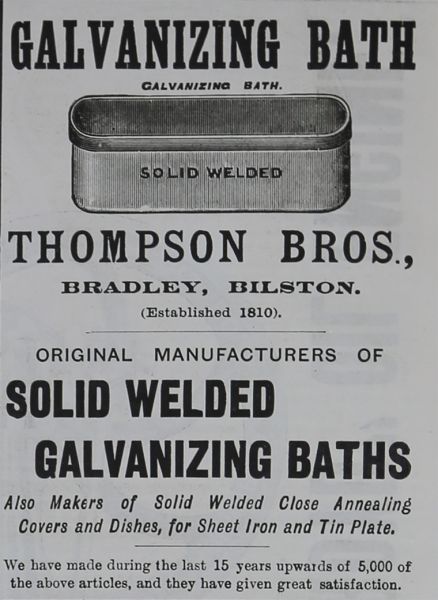 GALVANIZING BATH
GALVANIZING BATH.
SOLID WELDED
THOMPSON BROS.,
BRADLEY, BILSTON.
(Established 1810).
ORIGINAL MANUFACTURERS OF
SOLID WELDED
GALVANIZING BATHS
Also Makers of Solid Welded Close Annealing
Covers and Dishes, for Sheet Iron and Tin Plate.
We have made during the last 15 years upwards of 5,000 of
the above articles, and they have given great satisfaction.